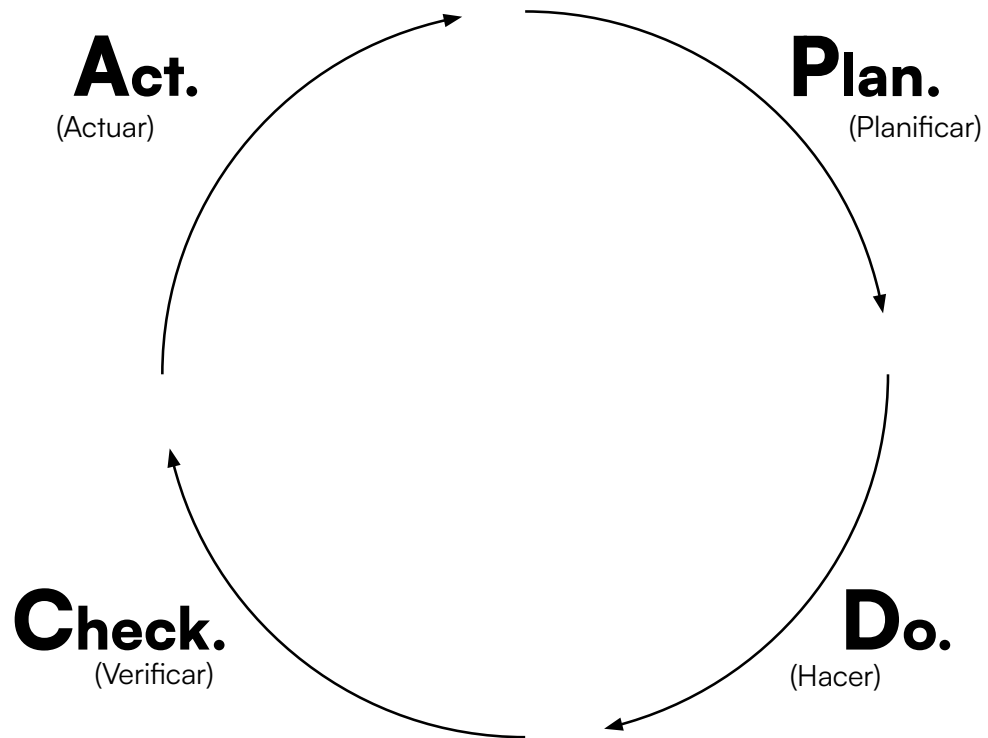 Act.
(Actuar)
Plan.
(Planificar)
Check.
(Verificar)
Do.
(Hacer)